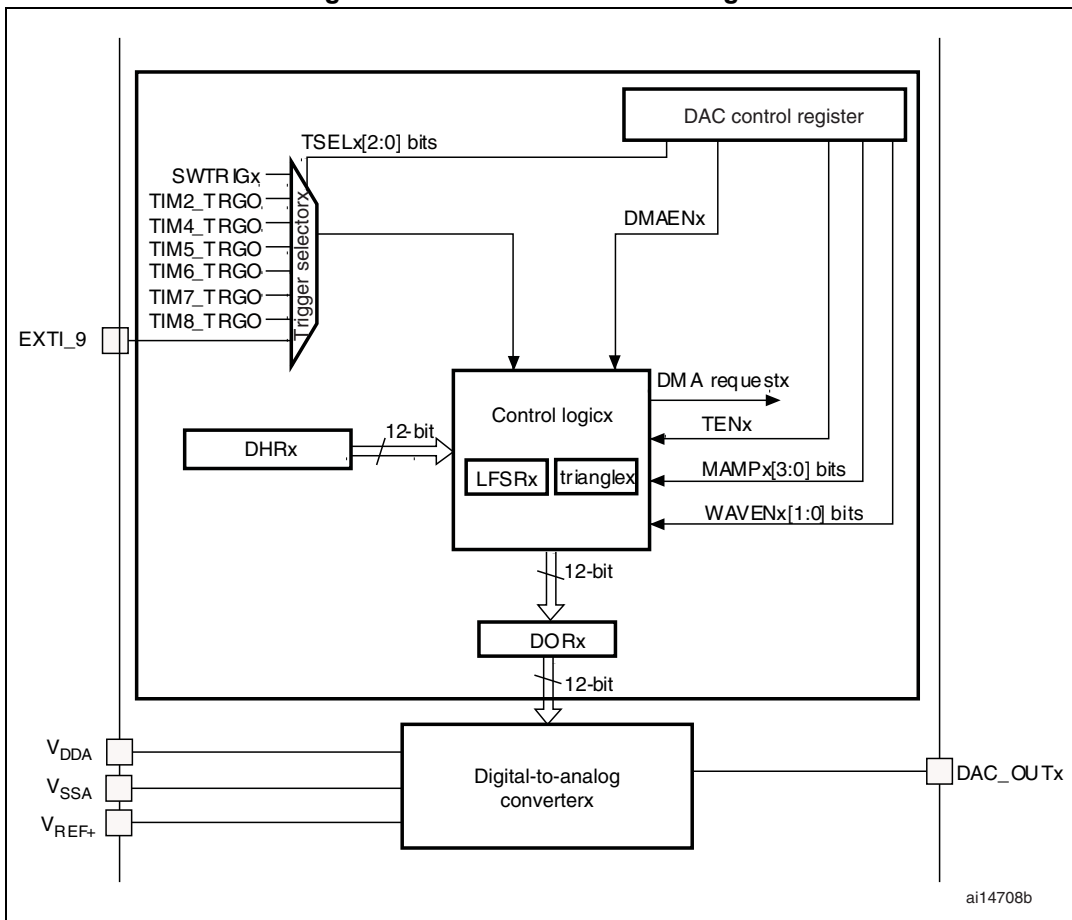 DAC control register
TSELx[2:0] bits
SWTRIGx
TIM2_TRGO
TIM4_TRGO
TIM5_TRGO
TIM6_TRGO
TIM7_TRGO
TIM8_TRGO
Trigger selectorx
DMAENx
EXTI_9
DMA requestx
Control logicx
TENx
12-bit
DHRx
LFSRx
trianglex
MAMPx[3:0] bits
WAVENx[1:0] bits
12-bit
DORx
12-bit
VDDA
VSSA
VREF+
Digital-to-analog
converterx
DAC_OUTx
ai14708b